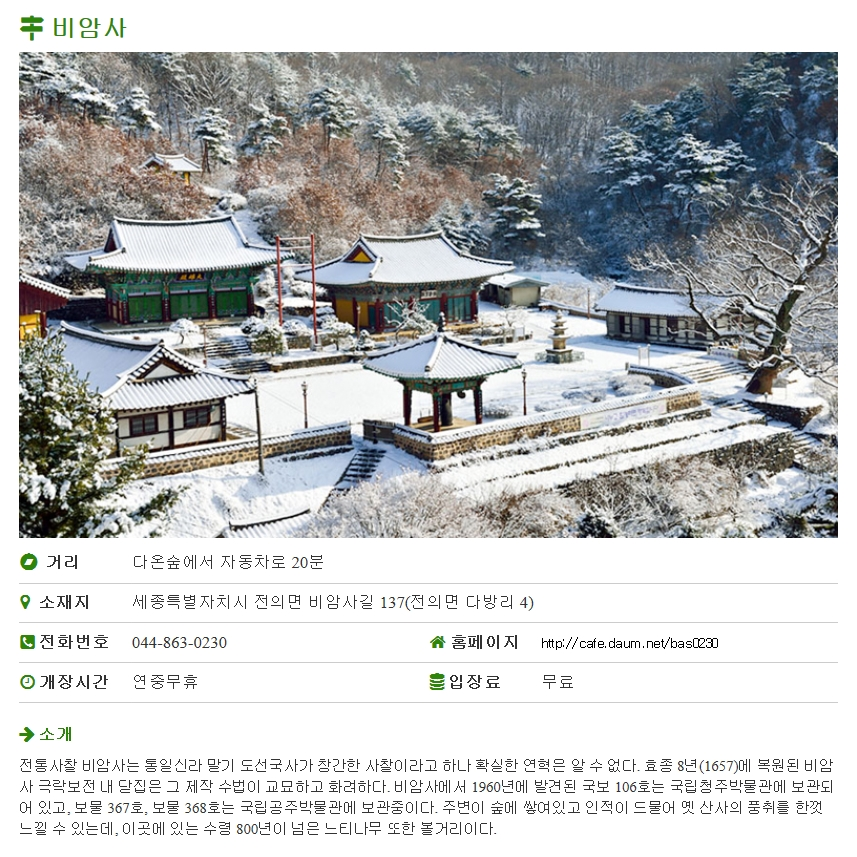 비암사
거리 다온숲에서 자동차로 20분
소재지 세종특별자치시 전의면 비암사길 137(전의면 다방리 4)
전화번호 044-863-0230 홈페이지 http://cafe.daum.net/bas0230
개장시간 연중무휴 입장료 무료
소개
전통사찰 비암사는 통일신라 말기 도선국사가 창간한 사찰이라고 하나 확실한 연혁은 알 수 없다. 효종 8년(1657)에 복원된 비암
사 극락보전 내 닫집은 그 제작 수법이 교묘하고 화려하다. 비암사에서 1960년에 발견된 국보 106호는 국립청주박물관에 보관되
어 있고, 보물 367호, 보물 368호는 국립공주박물관에 보관중이다. 주변이 숲에 쌓여있고 인적이 드물어 옛 산사의 풍취를 한껏
느낄 수 있는데, 이곳에 있는 수령 800년이 넘은 느티나무 또한 볼거리이다.